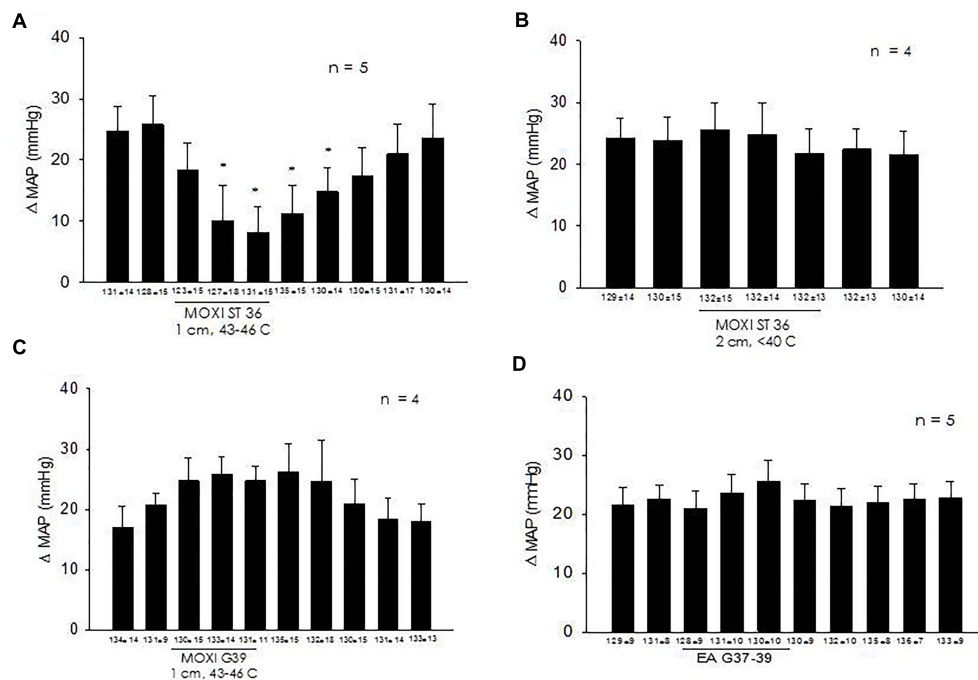 A
40
30
20
10
0
Δ MAP (mmHg)
n = 5
* * * *
131±14 128±15 123±15 127±18 131±15 135±15 130±14 130±15 131±17 130±14
MOXI ST 36
1 cm, 43-46 C
B
40
30
20
10
0
Δ MAP (mmHg)
n = 4
129±14 130±15 132±15 132±14 132±13 132±13 130±14
MOXI ST 36
2 cm, <40 C
C
40
30
20
10
0
Δ MAP (mmHg)
n = 4
134±14 131±9 130±15 133±14 131±11 135±15 132±18 130±15 131±14 133±13
MOXI G39
1 cm, 43-46 C
D
40
30
20
10
0
Δ MAP (mmHg)
n = 5
129±9 131±8 128±9 131±10 130±10 130±9 132±10 135±8 136±7 133±9
EA G37-39